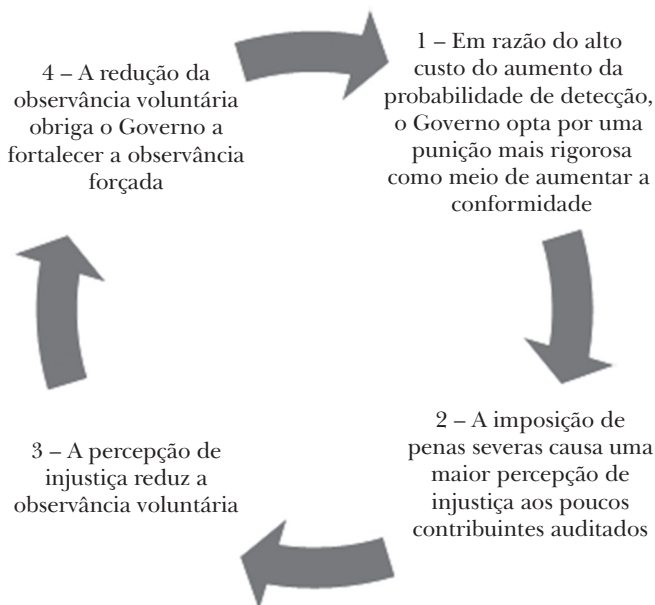 1 – Em razão do alto
custo do aumento da
probabilidade de detecção,
o Governo opta por uma
punição mais rigorosa
como meio de aumentar a
conformidade
2 – A imposição de
penas severas causa uma
maior percepção de
injustiça aos poucos
contribuintes auditados
3 – A percepção de
injustiça reduz a
observância voluntária
4 – A redução da
observância voluntária
obriga o Governo a
fortalecer a observância
forçada